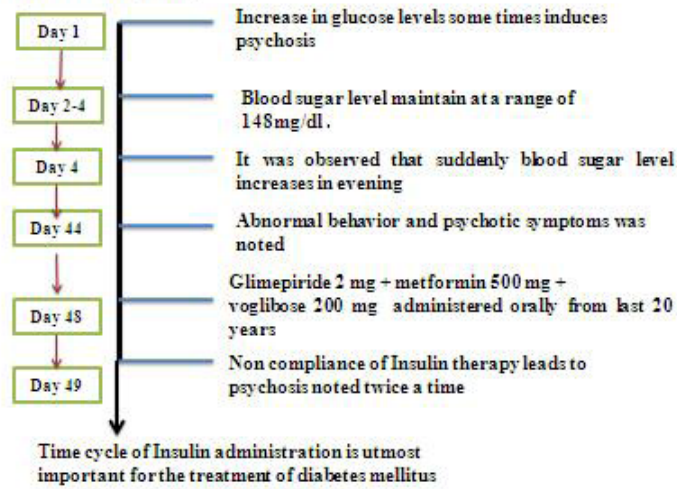 Day 1
Increase in glucose levels some times induces
psychosis
Day 2-4
Blood sugar level maintain at a range of
148mg/dl .
Day 4
It was observed that suddenly blood sugar level
increases in evening
Day 44
Abnormal behavior and psychotic symptoms was
noted
Day 48
Glimepiride 2 mg + metformin 500 mg +
voglibose 200 mg administered orally from last 20
years
Day 49
Non compliance of Insulin therapy leads to
psychosis noted twice a time
Time cycle of Insulin administration is utmost
important for the treatment of diabetes mellitus